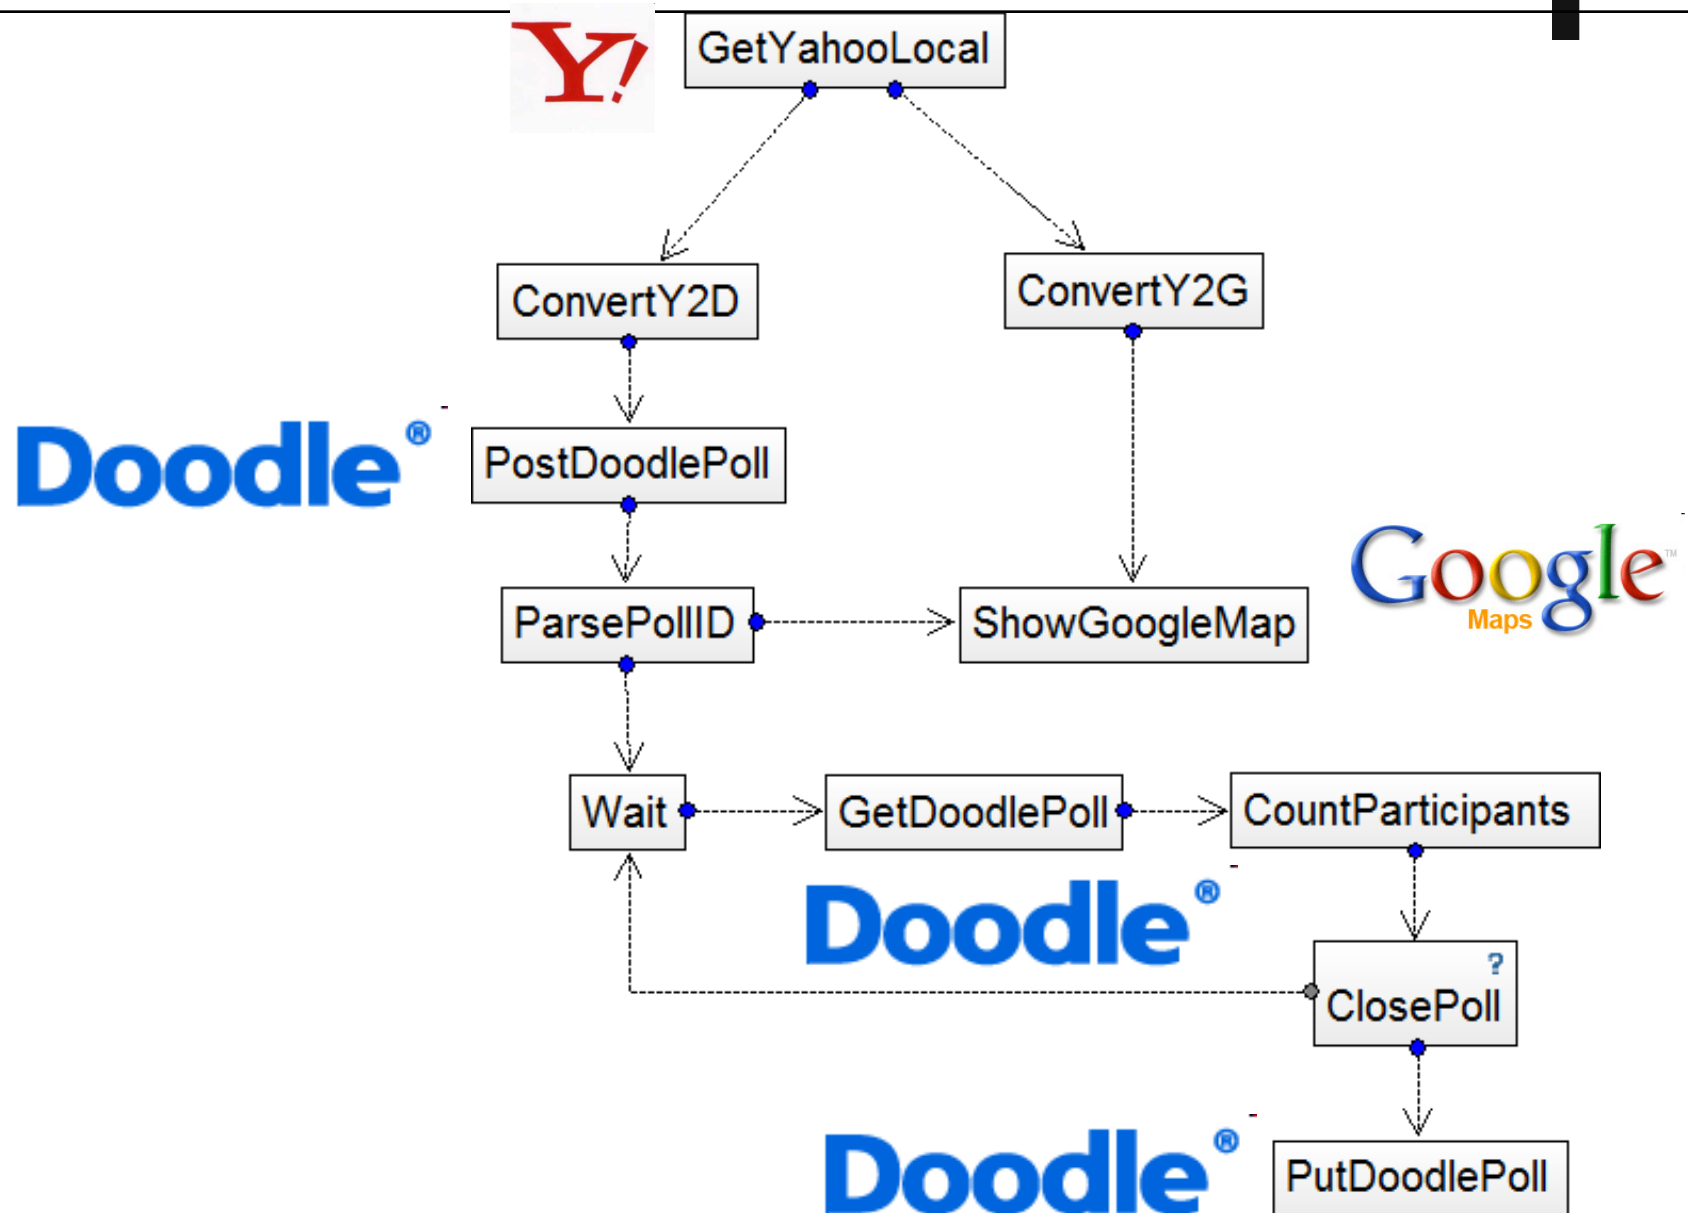 Y!
GetYahooLocal
ConvertY2D
ConvertY2G
Doodle®
PostDoodlePoll
Google™
Maps
ParsePollID
ShowGoogleMap
Wait
GetDoodlePoll
CountParticipants
Doodle®
?
ClosePoll
Doodle®
PutDoodlePoll